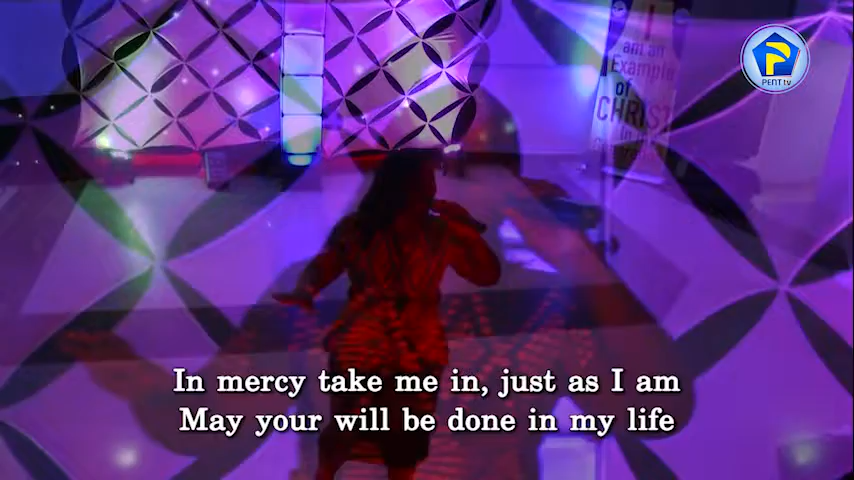 I
am an
Example
of
CHRIST
In
PENT tv
In mercy take me in, just as I am
May your will be done in my life